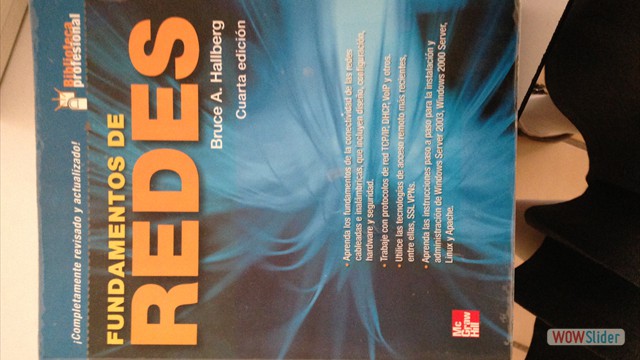 Biblioteca
profesional
¡Completamente revisado y actualizado!
FUNDAMENTOS DE
REDES
Bruce A. Hallberg
Cuarta edición
• Aprenda los fundamentos de la conectividad de las redes
cableadas e inalámbricas, que incluyen diseño, configuración,
hardware y seguridad.
• Trabaje con protocolos de red TCP/IP, DHCP, VoIP y otros.
• Utilice las tecnologías de acceso remoto más recientes,
entre ellas, SSL VPNs.
• Aprenda las instrucciones paso a paso para la instalación y
administración de Windows Server 2003, Windows 2000 Server,
Linux y Apache.
Mc
Graw
Hill
WOWSlider